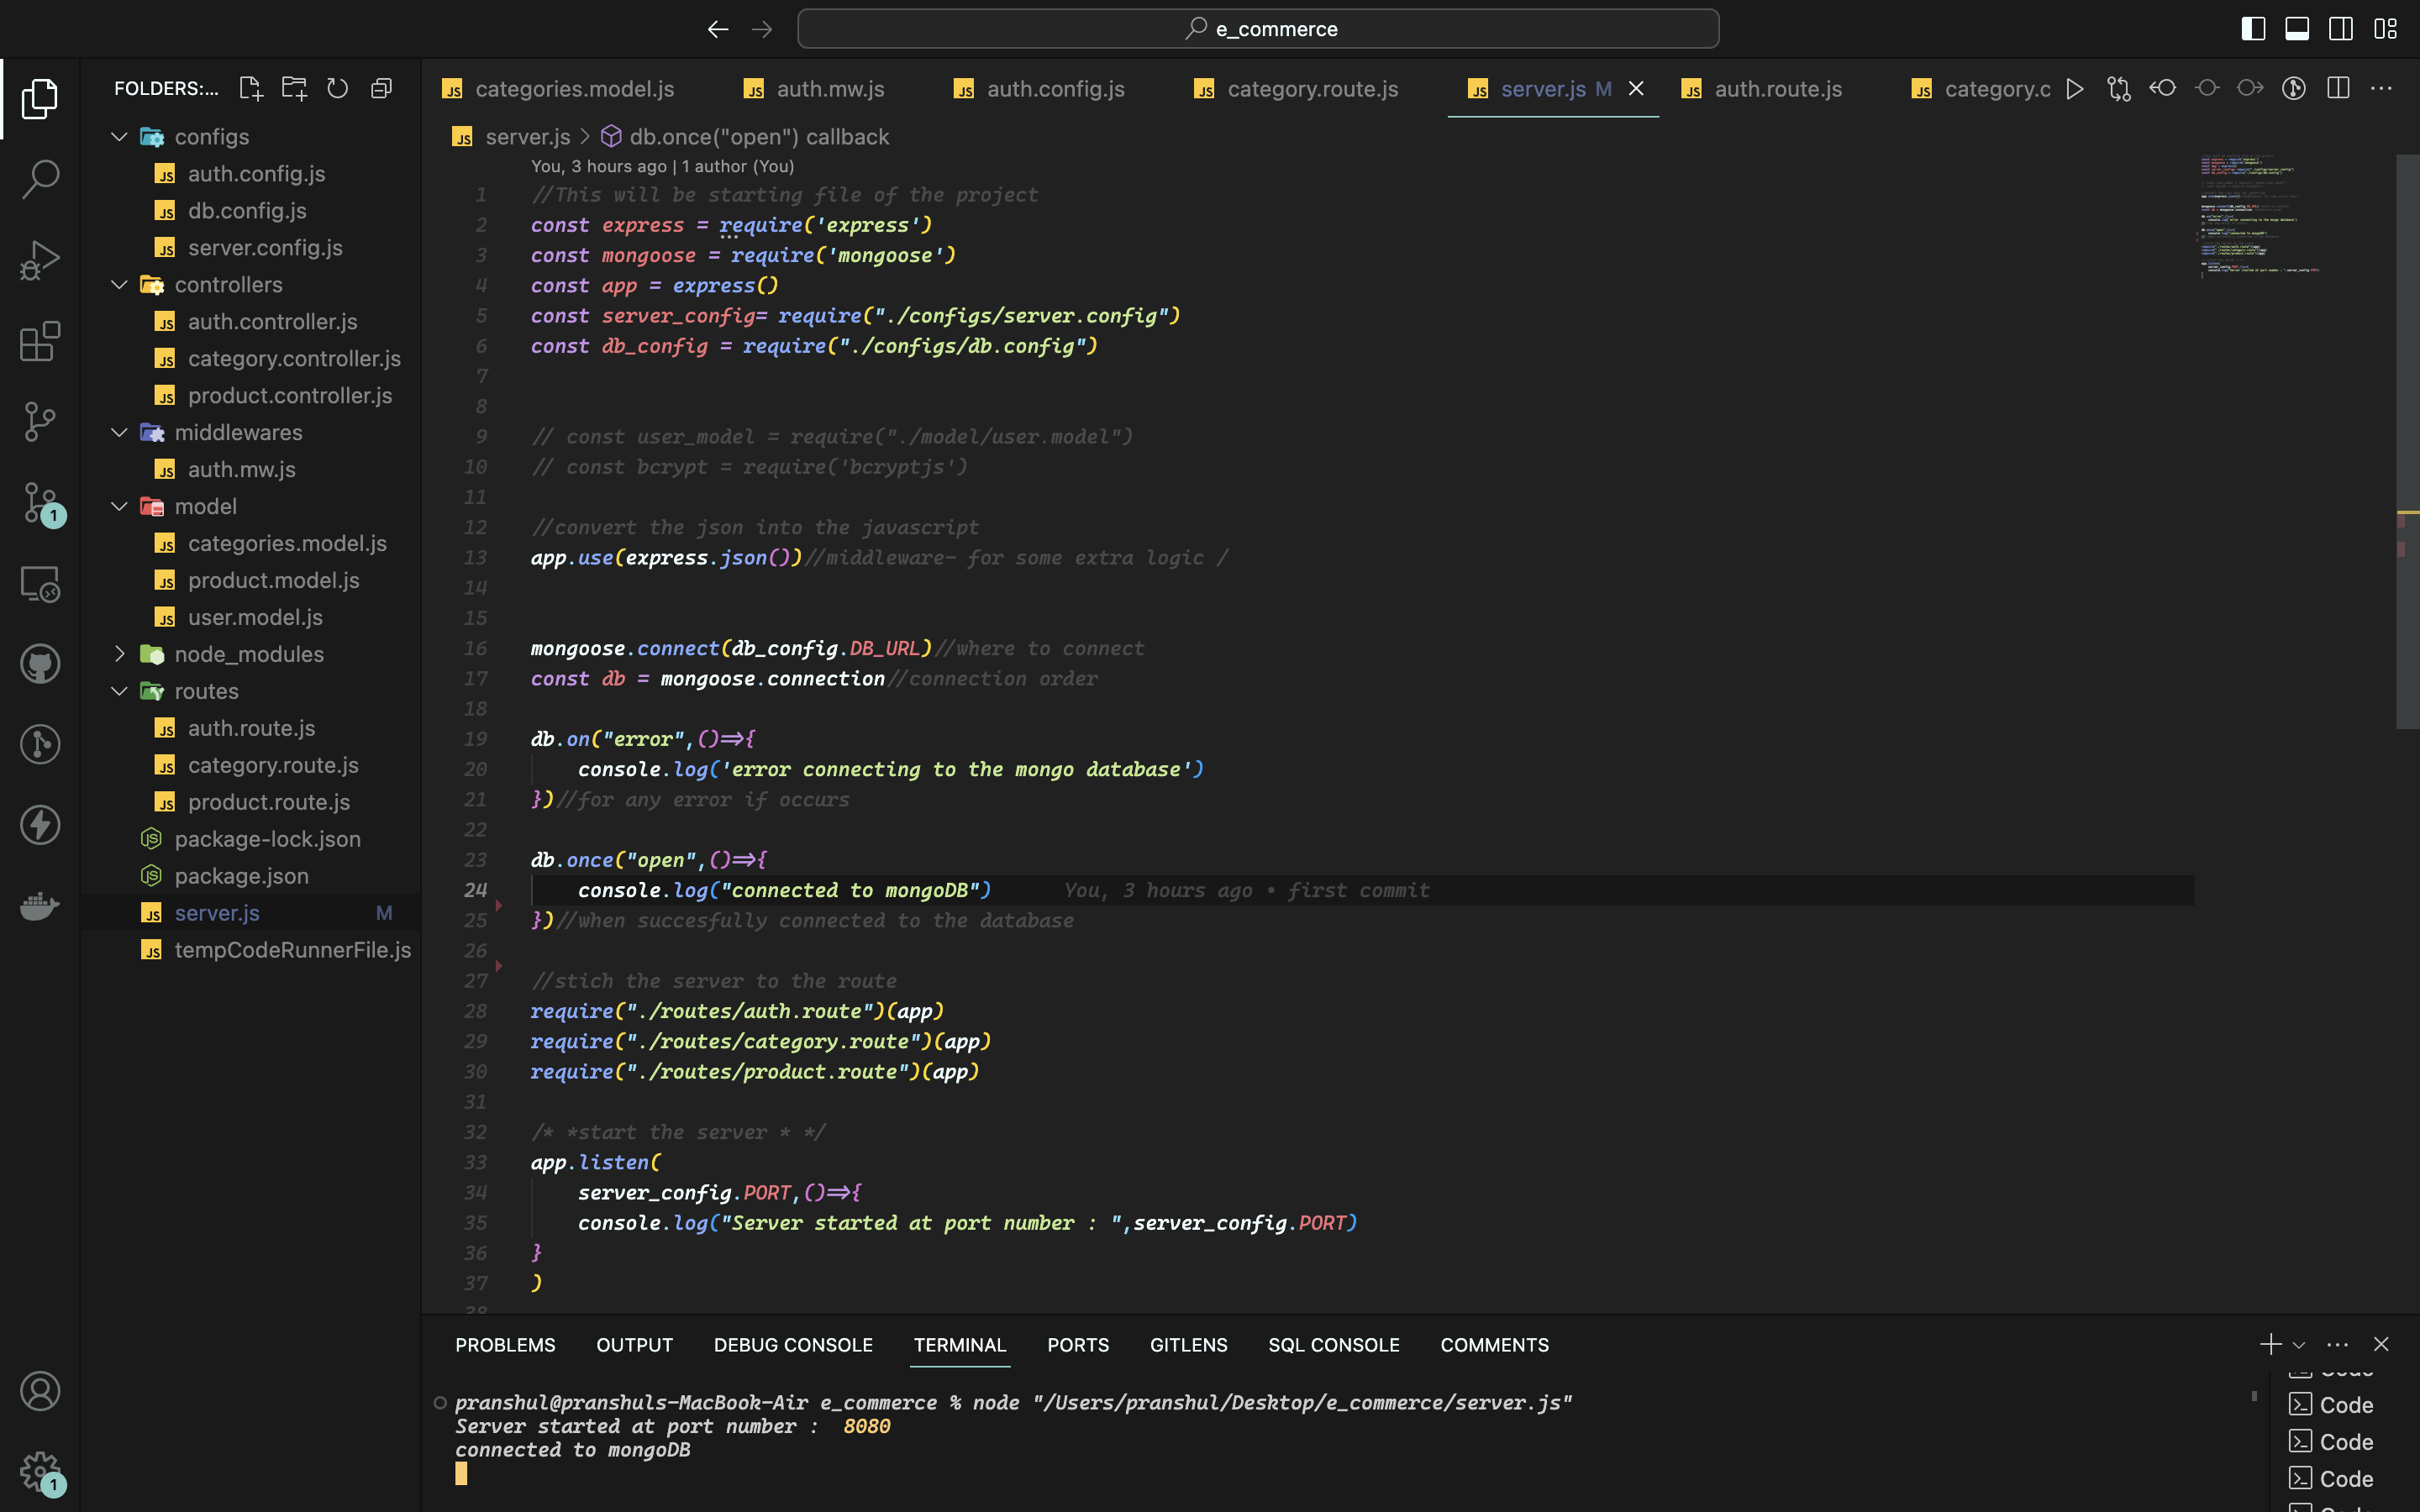 e_commerce
FOLDERS:...
configs
auth.config.js
db.config.js
server.config.js
controllers
auth.controller.js
category.controller.js
product.controller.js
middlewares
auth.mw.js
model
categories.model.js
product.model.js
user.model.js
node_modules
routes
auth.route.js
category.route.js
product.route.js
package-lock.json
package.json
server.js M
tempCodeRunnerFile.js
1
1
categories.model.js auth.mw.js auth.config.js category.route.js server.js M auth.route.js category.c
server.js > db.once("open") callback
You, 3 hours ago | 1 author (You)
1 //This will be starting file of the project
2 const express = require('express')
3 const mongoose = require('mongoose')
4 const app = express()
5 const server_config= require("./configs/server.config")
6 const db_config = require("./configs/db.config")
7
8
9 // const user_model = require("./model/user.model")
10 // const bcrypt = require('bcryptjs')
11
12 //convert the json into the javascript
13 app.use(express.json())//middleware- for some extra logic /
14
15
16 mongoose.connect(db_config.DB_URL)//where to connect
17 const db = mongoose.connection//connection order
18
19 db.on("error",()=>{
20 console.log('error connecting to the mongo database')
21 })//for any error if occurs
22
23 db.once("open",()=>{
24 console.log("connected to mongoDB") You, 3 hours ago • first commit
25 })//when succesfully connected to the database
26
27 //stich the server to the route
28 require("./routes/auth.route")(app)
29 require("./routes/category.route")(app)
30 require("./routes/product.route")(app)
31
32 /* *start the server * */
33 app.listen(
34 server_config.PORT,()=>{
35 console.log("Server started at port number : ",server_config.PORT)
36 }
37 )
38
PROBLEMS OUTPUT DEBUG CONSOLE TERMINAL PORTS GITLENS SQL CONSOLE COMMENTS
pranshul@pranshuls-MacBook-Air e_commerce % node "/Users/pranshul/Desktop/e_commerce/server.js"
Server started at port number :  8080
connected to mongoDB
Code
Code
Code
Code